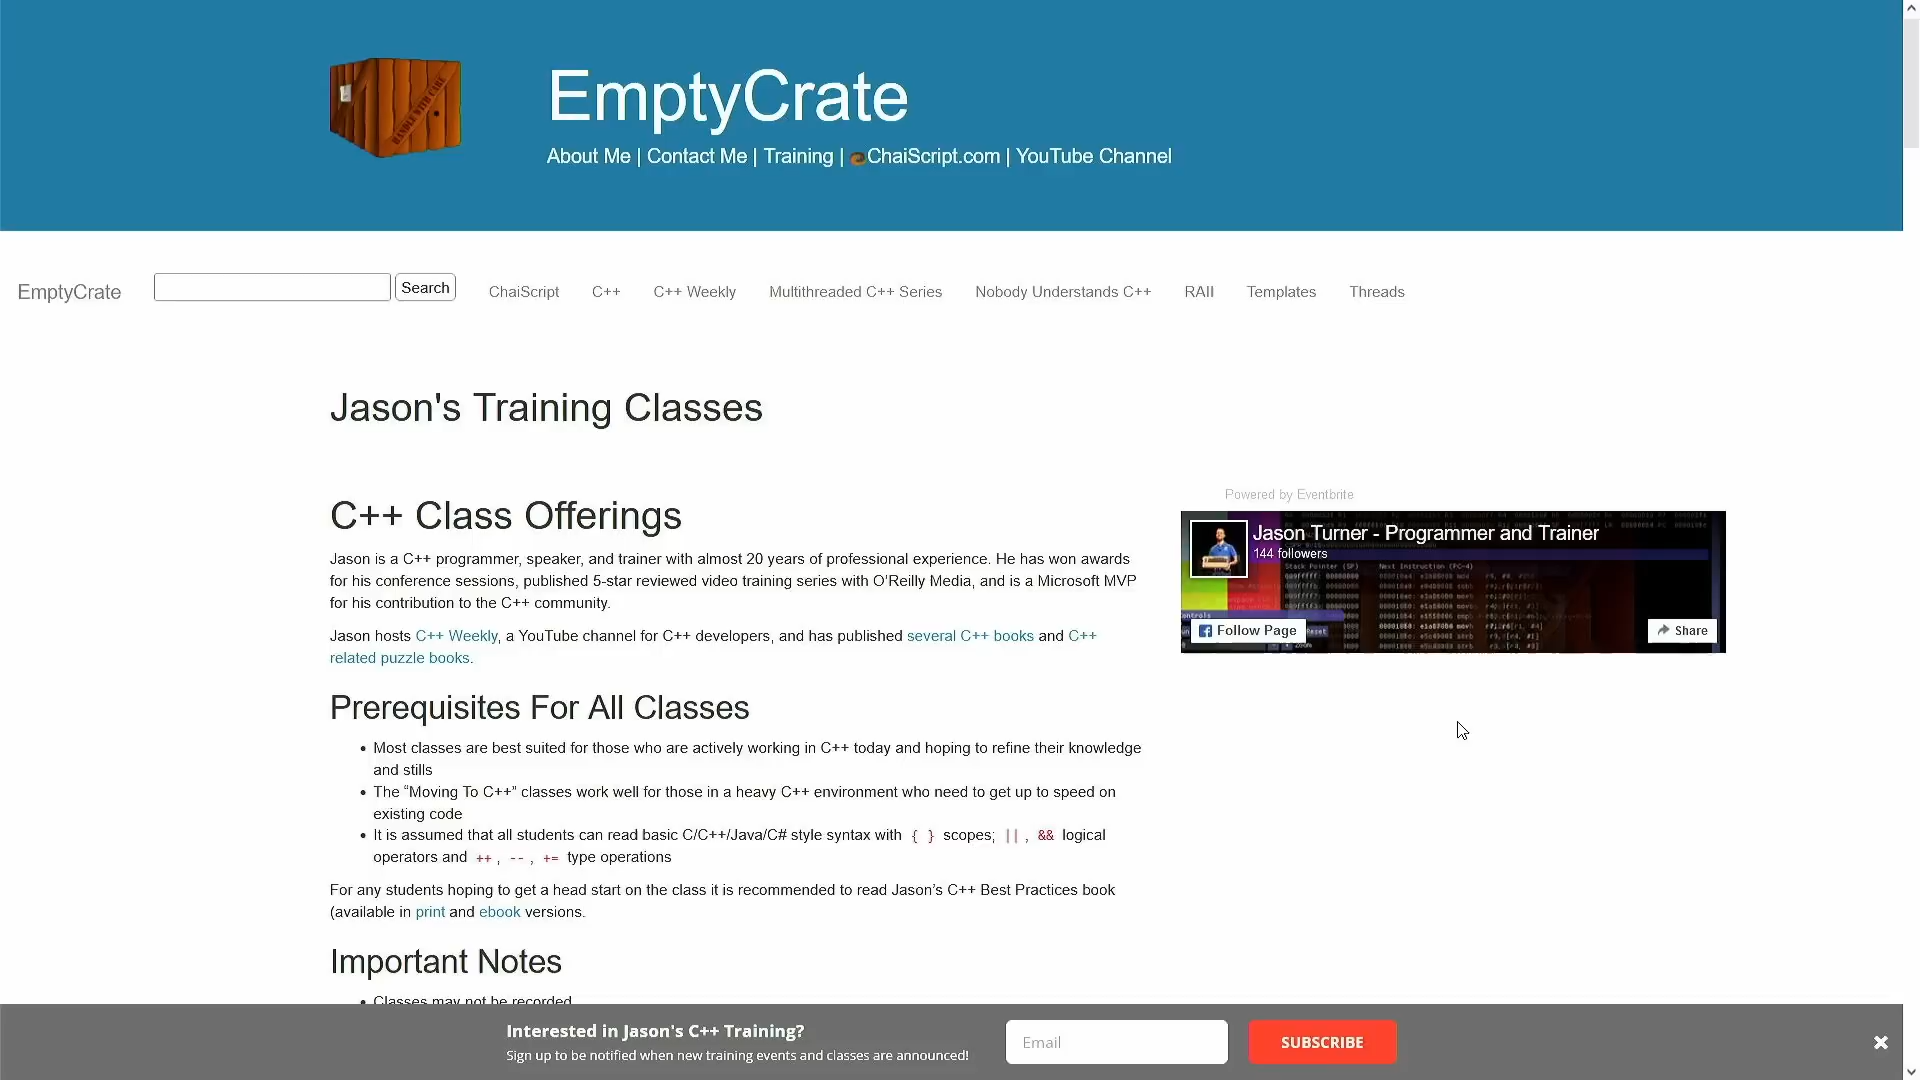 HANDLE WITH CARE
EmptyCrate
About Me | Contact Me | Training | ChaiScript.com | YouTube Channel
EmptyCrate
Search
ChaiScript
C++
C++ Weekly
Multithreaded C++ Series
Nobody Understands C++
RAII
Templates
Threads
Jason's Training Classes
C++ Class Offerings
Jason is a C++ programmer, speaker, and trainer with almost 20 years of professional experience. He has won awards
for his conference sessions, published 5-star reviewed video training series with O’Reilly Media, and is a Microsoft MVP
for his contribution to the C++ community.
Jason hosts C++ Weekly, a YouTube channel for C++ developers, and has published several C++ books and C++
related puzzle books.
Powered by Eventbrite
Jason Turner - Programmer and Trainer
144 followers
Stack Pointer (SP) Next Instruction (PC-4)
Follow Page
Share
Prerequisites For All Classes
• Most classes are best suited for those who are actively working in C++ today and hoping to refine their knowledge
and stills
• The “Moving To C++” classes work well for those in a heavy C++ environment who need to get up to speed on
existing code
• It is assumed that all students can read basic C/C++/Java/C# style syntax with { } scopes; || , && logical
operators and ++ , -- , += type operations
For any students hoping to get a head start on the class it is recommended to read Jason’s C++ Best Practices book
(available in print and ebook versions.
Important Notes
• Classes may not be recorded
Interested in Jason's C++ Training?
Sign up to be notified when new training events and classes are announced!
Email
SUBSCRIBE